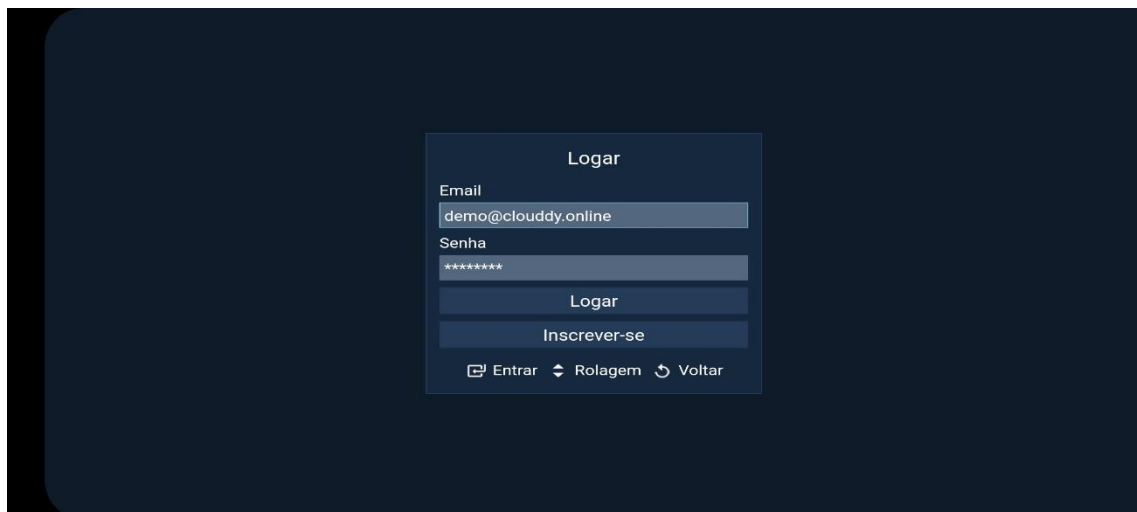 Logar
Email
demo@clouddy.online
Senha
********
Logar
Inscrever-se
Entrar Rolagem Voltar